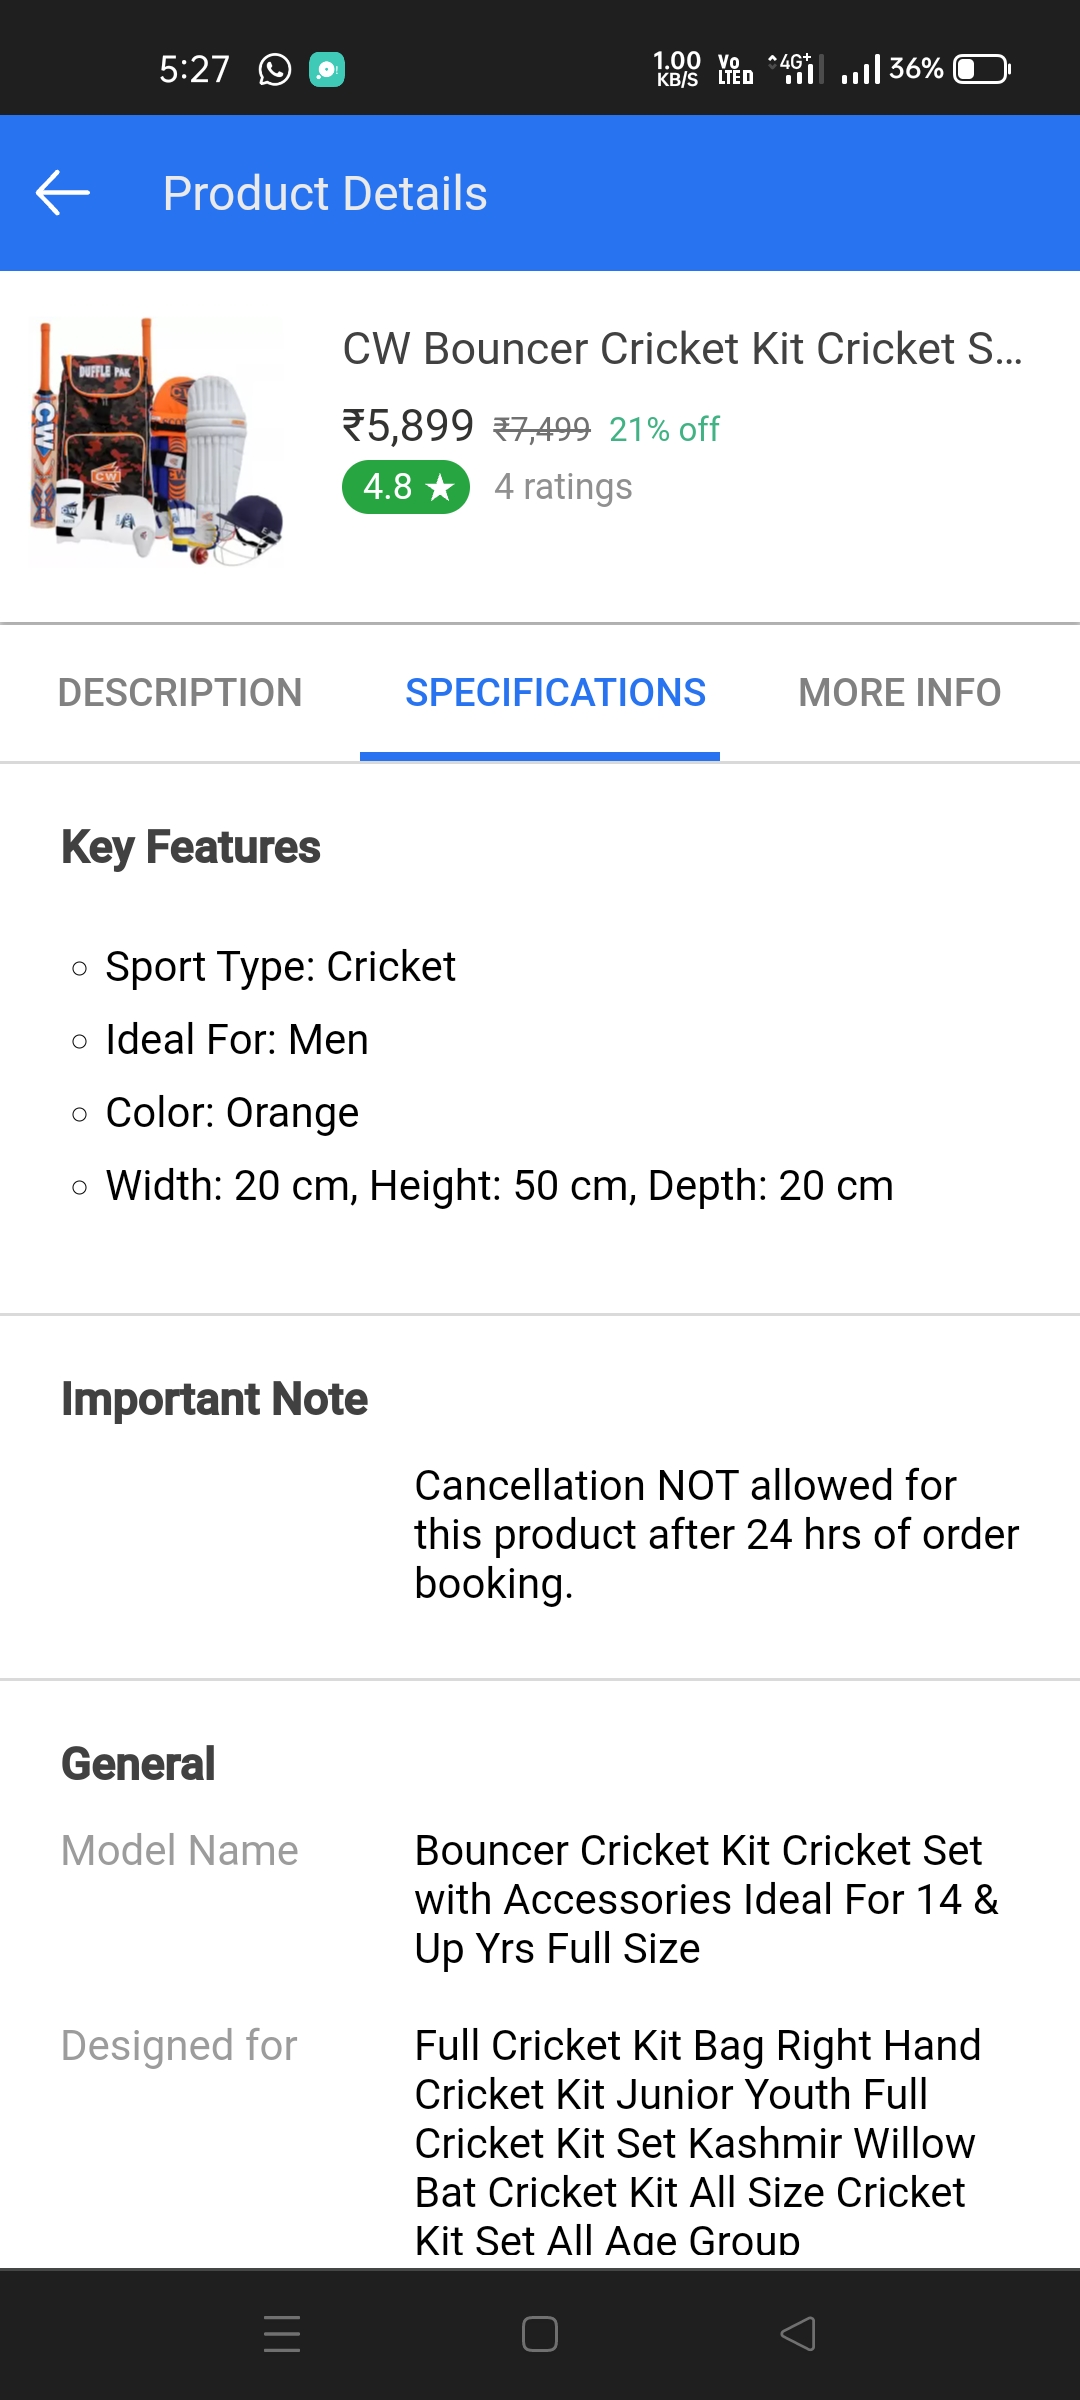 5:27
1.00 KB/S Vo LTE 4G+ 36%
Product Details
DUFFLE PAK
CW
CW
CW Bouncer Cricket Kit Cricket S...
₹5,899 ₹7,499 21% off
4.8 ★ 4 ratings
DESCRIPTION SPECIFICATIONS MORE INFO
Key Features
Sport Type: Cricket
Ideal For: Men
Color: Orange
Width: 20 cm, Height: 50 cm, Depth: 20 cm
Important Note
Cancellation NOT allowed for
this product after 24 hrs of order
booking.
General
Model Name Bouncer Cricket Kit Cricket Set
with Accessories Ideal For 14 &
Up Yrs Full Size
Designed for Full Cricket Kit Bag Right Hand
Cricket Kit Junior Youth Full
Cricket Kit Set Kashmir Willow
Bat Cricket Kit All Size Cricket
Kit Set All Age Group